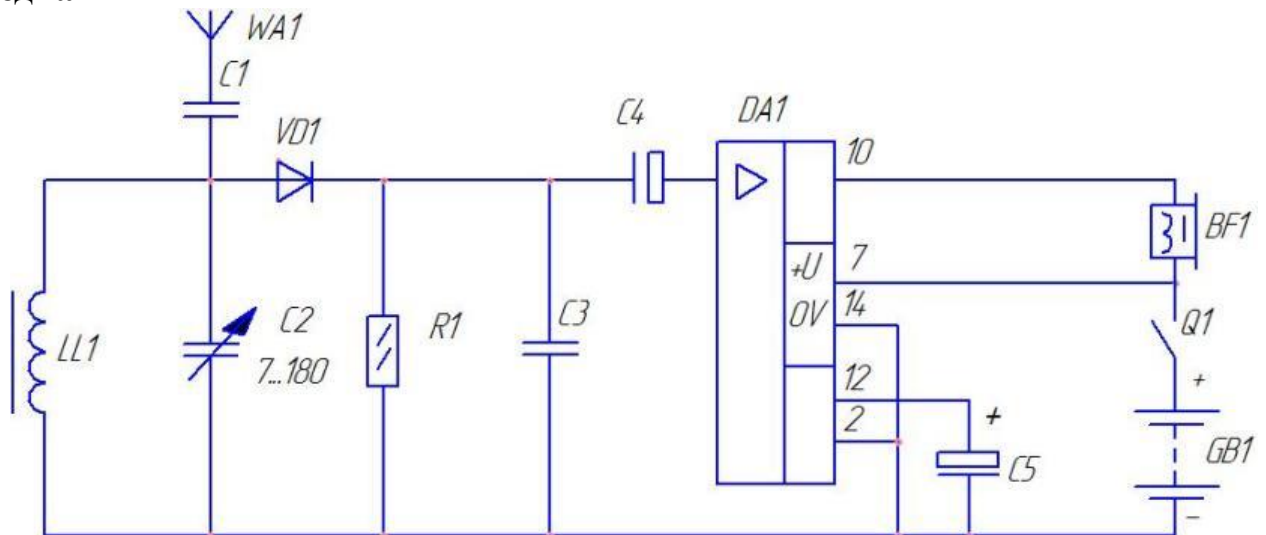 WA1
C1
VD1
C4
DA1
10
BF1
+U
7
0V
14
Q1
LL1
C2
7...180
R1
C3
12
+
+
2
C5
GB1
−